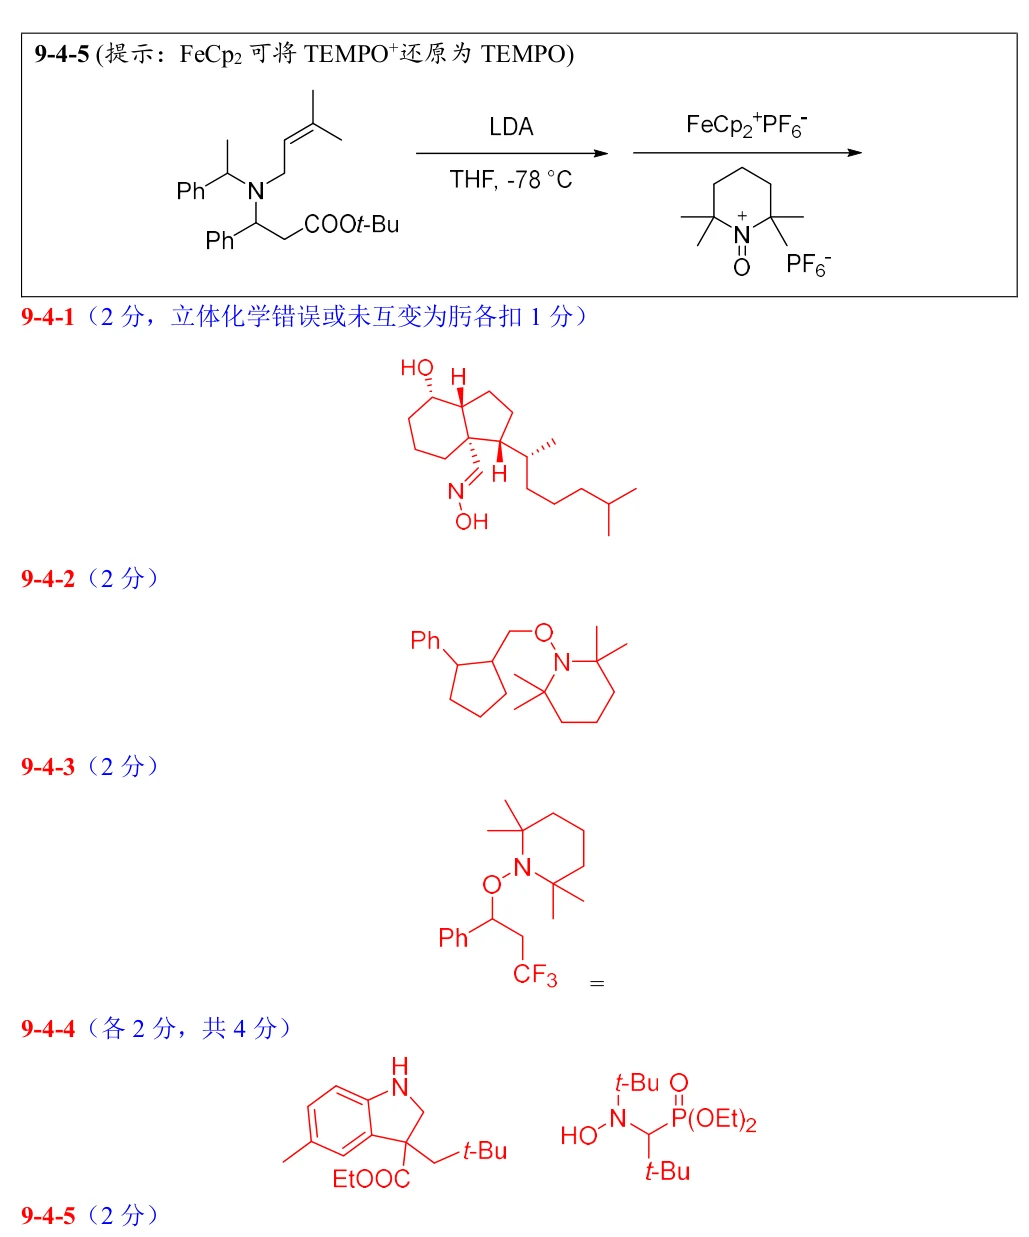 9-4-5 (提示：FeCp2 可将 TEMPO+还原为 TEMPO)
LDA
THF, -78 °C
FeCp2+PF6-
Ph
N
Ph
COOt-Bu
+
N
O
PF6-
9-4-1（2 分，立体化学错误或未互变为肟各扣 1 分）
HO
H
H
N
OH
9-4-2（2 分）
Ph
O
N
9-4-3（2 分）
N
O
Ph
CF3
=
9-4-4（各 2 分，共 4 分）
H
N
t-Bu
EtOOC
t-Bu
O
N
P(OEt)2
HO
t-Bu
9-4-5（2 分）